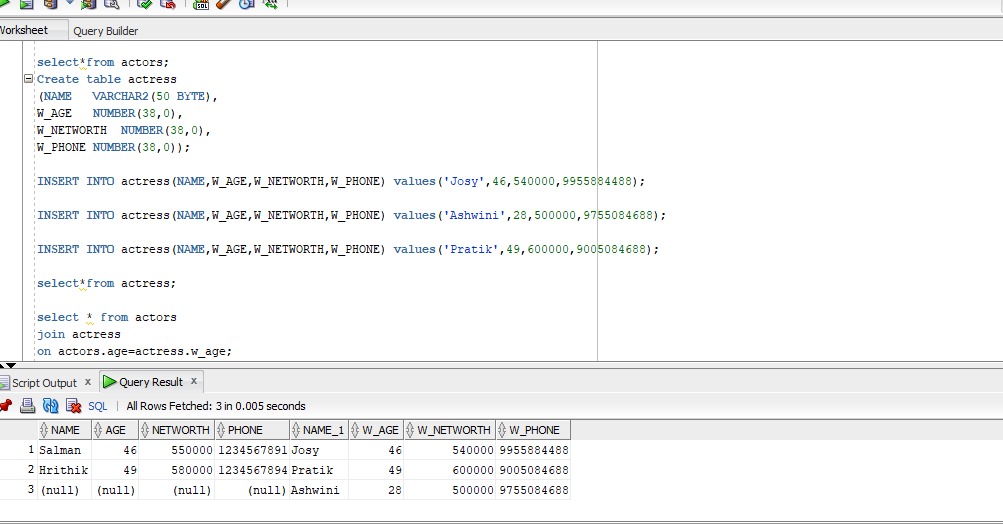 Worksheet Query Builder
select*from actors;
Create table actress
(NAME VARCHAR2(50 BYTE),
W_AGE NUMBER(38,0),
W_NETWORTH NUMBER(38,0),
W_PHONE NUMBER(38,0));
INSERT INTO actress(NAME,W_AGE,W_NETWORTH,W_PHONE) values('Josy',46,540000,9955884488);
INSERT INTO actress(NAME,W_AGE,W_NETWORTH,W_PHONE) values('Ashwini',28,500000,9755084688);
INSERT INTO actress(NAME,W_AGE,W_NETWORTH,W_PHONE) values('Pratik',49,600000,9005084688);
select*from actress;
select * from actors
join actress
on actors.age=actress.w_age;
Script Output x Query Result x
SQL | All Rows Fetched: 3 in 0.005 seconds
NAME AGE NETWORTH PHONE NAME_1 W_AGE W_NETWORTH W_PHONE
1 Salman 46 550000 1234567891 Josy 46 540000 9955884488
2 Hrithik 49 580000 1234567894 Pratik 49 600000 9005084688
3 (null) (null) (null) (null) Ashwini 28 500000 9755084688